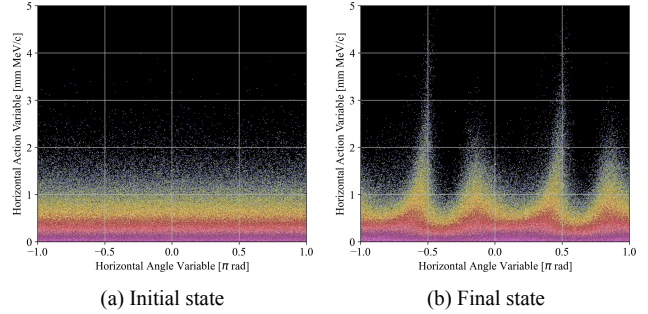 Horizontal Action Variable [mm MeV/c]
5
4
3
2
1
0
−1.0 −0.5 0.0 0.5 1.0
Horizontal Angle Variable [π rad]
(a) Initial state
Horizontal Action Variable [mm MeV/c]
5
4
3
2
1
0
−1.0 −0.5 0.0 0.5 1.0
Horizontal Angle Variable [π rad]
(b) Final state